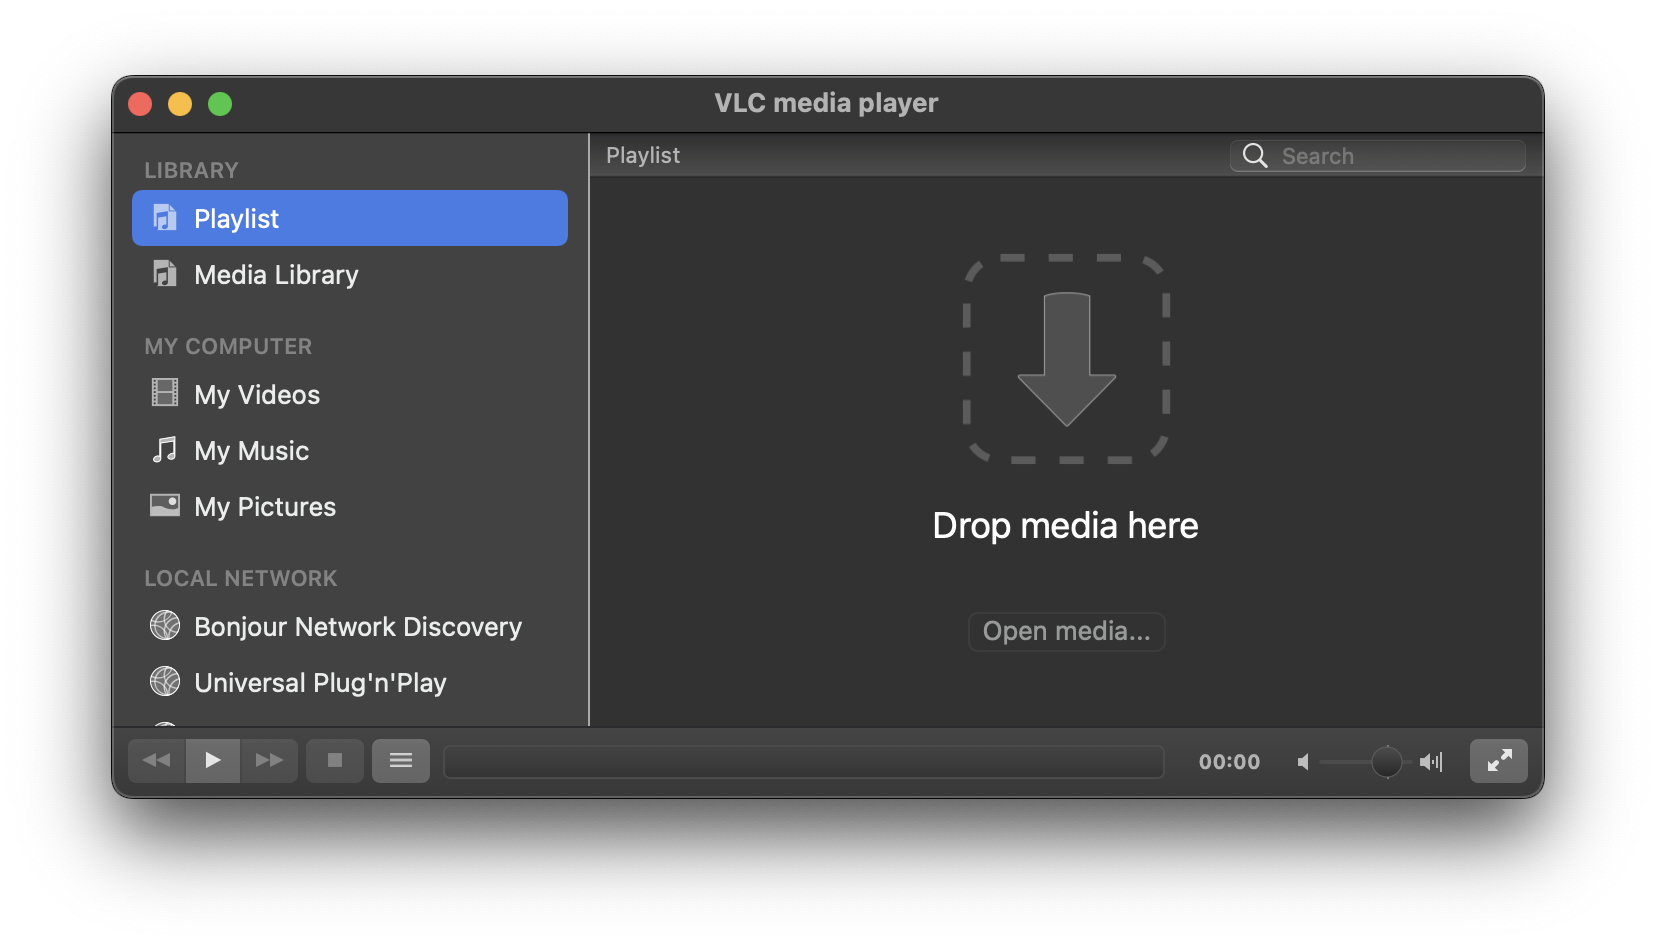 VLC media player
LIBRARY
Playlist
Media Library
MY COMPUTER
My Videos
My Music
My Pictures
LOCAL NETWORK
Bonjour Network Discovery
Universal Plug'n'Play
Playlist
Search
Drop media here
Open media...
00:00